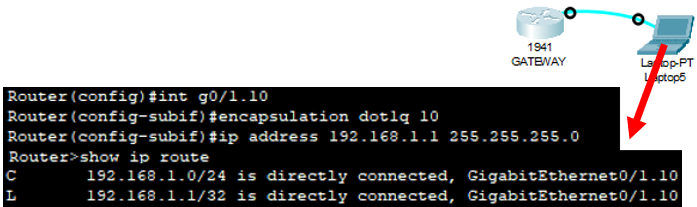 1941
GATEWAY
Laptop-PT
Laptop5
Router(config)#int g0/1.10
Router(config-subif)#encapsulation dot1q 10
Router(config-subif)#ip address 192.168.1.1 255.255.255.0
Router>show ip route
C 192.168.1.0/24 is directly connected, GigabitEthernet0/1.10
L 192.168.1.1/32 is directly connected, GigabitEthernet0/1.10